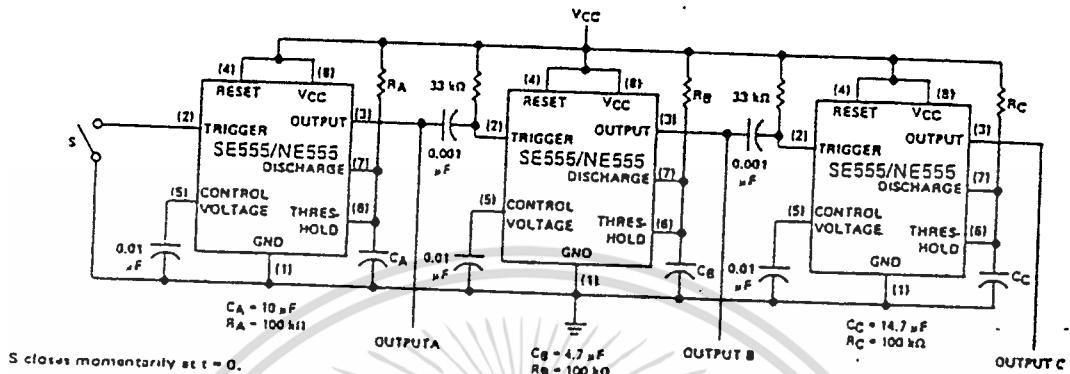 VCC
(4)
(8)
RESET
VCC
RA
33 kΩ
(2)
TRIGGER
OUTPUT
(3)
SE555/NE555
DISCHARGE
(7)
S
(5)
CONTROL
VOLTAGE
THRES-
HOLD
(6)
GND
0.01
μF
(1)
CA
0.001
μF
CA = 10 μF
RA = 100 kΩ
OUTPUT A
(4)
(8)
RESET
VCC
RB
33 kΩ
(2)
TRIGGER
OUTPUT
(3)
SE555/NE555
DISCHARGE
(7)
(5)
CONTROL
VOLTAGE
THRES-
HOLD
(6)
GND
0.01
μF
(1)
CB
0.001
μF
CB = 4.7 μF
RB = 100 kΩ
OUTPUT B
(4)
(8)
RESET
VCC
RC
(2)
TRIGGER
OUTPUT
(3)
SE555/NE555
DISCHARGE
(7)
(5)
CONTROL
VOLTAGE
THRES-
HOLD
(6)
GND
0.01
μF
(1)
CC
CC = 14.7 μF
RC = 100 kΩ
OUTPUT C
S closes momentarily at t = 0.